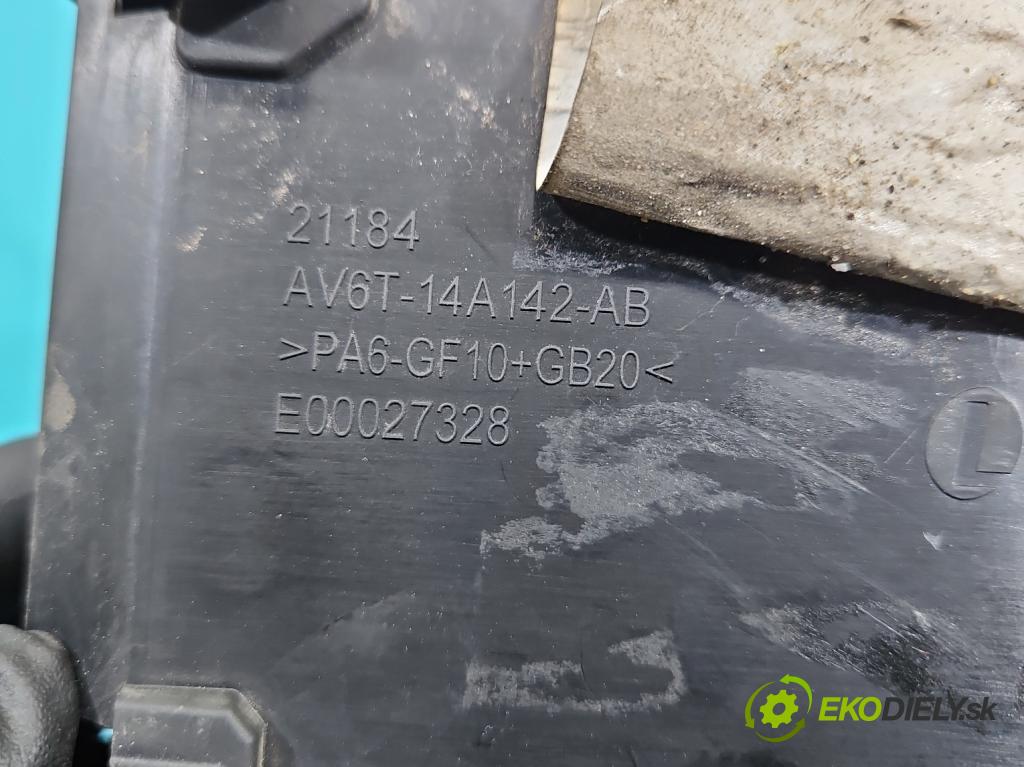 21184
AV6T-14A142-AB
>PA6-GF10+GB20<
E00027328
L
EKODIELY.sk